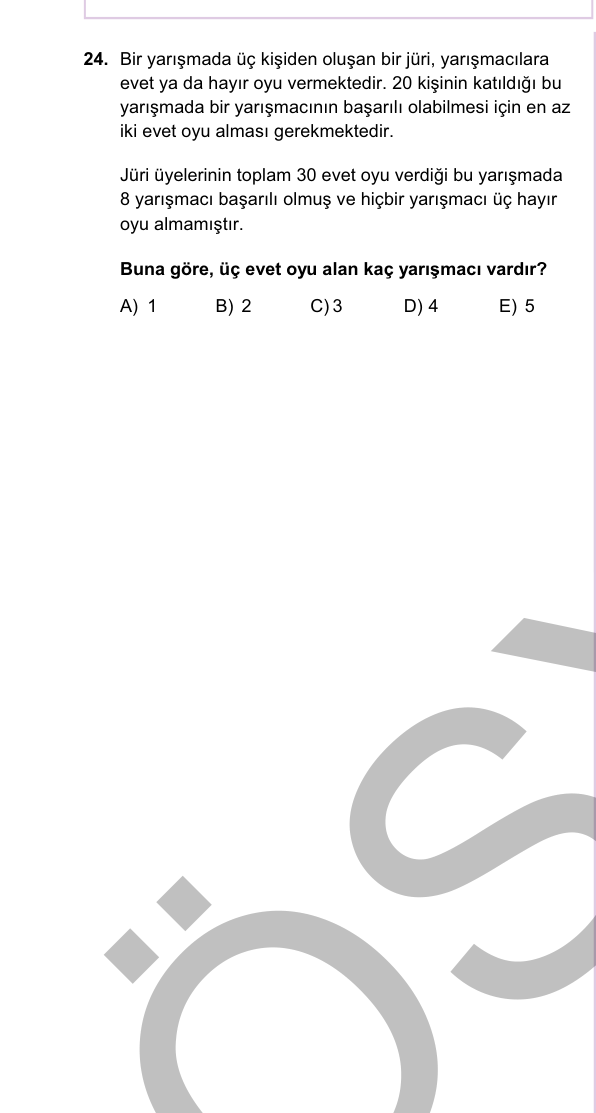 24. Bir yarışmada üç kişiden oluşan bir jüri, yarışmacılara
evet ya da hayır oyu vermektedir. 20 kişinin katıldığı bu
yarışmada bir yarışmacının başarılı olabilmesi için en az
iki evet oyu alması gerekmektedir.
Jüri üyelerinin toplam 30 evet oyu verdiği bu yarışmada
8 yarışmacı başarılı olmuş ve hiçbir yarışmacı üç hayır
oyu almamıştır.
Buna göre, üç evet oyu alan kaç yarışmacı vardır?
A) 1 B) 2 C) 3 D) 4 E) 5
ÖS